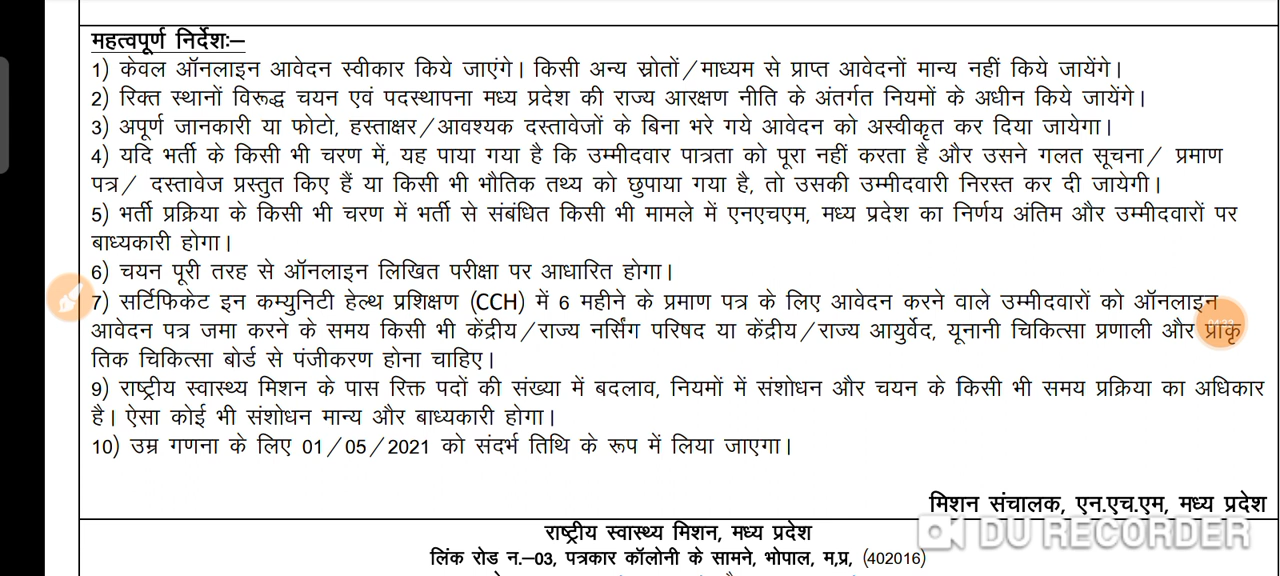 महत्वपूर्ण निर्देशः–
1) केवल ऑनलाइन आवेदन स्वीकार किये जाएंगे। किसी अन्य स्रोतों/माध्यम से प्राप्त आवेदनों मान्य नहीं किये जायेंगे।
2) रिक्त स्थानों विरूद्ध चयन एवं पदस्थापना मध्य प्रदेश की राज्य आरक्षण नीति के अंतर्गत नियमों के अधीन किये जायेंगे।
3) अपूर्ण जानकारी या फोटो, हस्ताक्षर/आवश्यक दस्तावेजों के बिना भरे गये आवेदन को अस्वीकृत कर दिया जायेगा।
4) यदि भर्ती के किसी भी चरण में, यह पाया गया है कि उम्मीदवार पात्रता को पूरा नहीं करता है और उसने गलत सूचना/ प्रमाण
पत्र/ दस्तावेज प्रस्तुत किए हैं या किसी भी भौतिक तथ्य को छुपाया गया है, तो उसकी उम्मीदवारी निरस्त कर दी जायेगी।
5) भर्ती प्रक्रिया के किसी भी चरण में भर्ती से संबंधित किसी भी मामले में एनएचएम, मध्य प्रदेश का निर्णय अंतिम और उम्मीदवारों पर
बाध्यकारी होगा।
6) चयन पूरी तरह से ऑनलाइन लिखित परीक्षा पर आधारित होगा।
7) सर्टिफिकेट इन कम्युनिटी हेल्थ प्रशिक्षण (CCH) में 6 महीने के प्रमाण पत्र के लिए आवेदन करने वाले उम्मीदवारों को ऑनलाइन
आवेदन पत्र जमा करने के समय किसी भी केंद्रीय/राज्य नर्सिंग परिषद या केंद्रीय/राज्य आयुर्वेद, यूनानी चिकित्सा प्रणाली और प्राकृ
तिक चिकित्सा बोर्ड से पंजीकरण होना चाहिए।
9) राष्ट्रीय स्वास्थ्य मिशन के पास रिक्त पदों की संख्या में बदलाव, नियमों में संशोधन और चयन के किसी भी समय प्रक्रिया का अधिकार
है। ऐसा कोई भी संशोधन मान्य और बाध्यकारी होगा।
10) उम्र गणना के लिए 01/05/2021 को संदर्भ तिथि के रूप में लिया जाएगा।
मिशन संचालक, एन.एच.एम, मध्य प्रदेश
DU RECORDER
राष्ट्रीय स्वास्थ्य मिशन, मध्य प्रदेश
लिंक रोड न.–03, पत्रकार कॉलोनी के सामने, भोपाल, म,प्र, (402016)